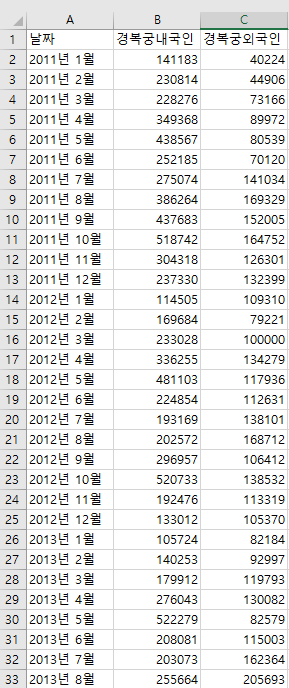 A B C
1 날짜 경복궁내국인 경복궁외국인
2 2011년 1월 141183 40224
3 2011년 2월 230814 44906
4 2011년 3월 228276 73166
5 2011년 4월 349368 89972
6 2011년 5월 438567 80539
7 2011년 6월 252185 70120
8 2011년 7월 275074 141034
9 2011년 8월 386264 169329
10 2011년 9월 437683 152005
11 2011년 10월 518742 164752
12 2011년 11월 304318 126301
13 2011년 12월 237330 132399
14 2012년 1월 114505 109310
15 2012년 2월 169684 79221
16 2012년 3월 233028 100000
17 2012년 4월 336255 134279
18 2012년 5월 481103 117936
19 2012년 6월 224854 112631
20 2012년 7월 193169 138101
21 2012년 8월 202572 168712
22 2012년 9월 296957 106412
23 2012년 10월 520733 138532
24 2012년 11월 192476 113319
25 2012년 12월 133012 105370
26 2013년 1월 105724 82184
27 2013년 2월 140253 92997
28 2013년 3월 179912 119793
29 2013년 4월 276043 130082
30 2013년 5월 522279 82579
31 2013년 6월 208081 115003
32 2013년 7월 203073 162364
33 2013년 8월 255664 205693